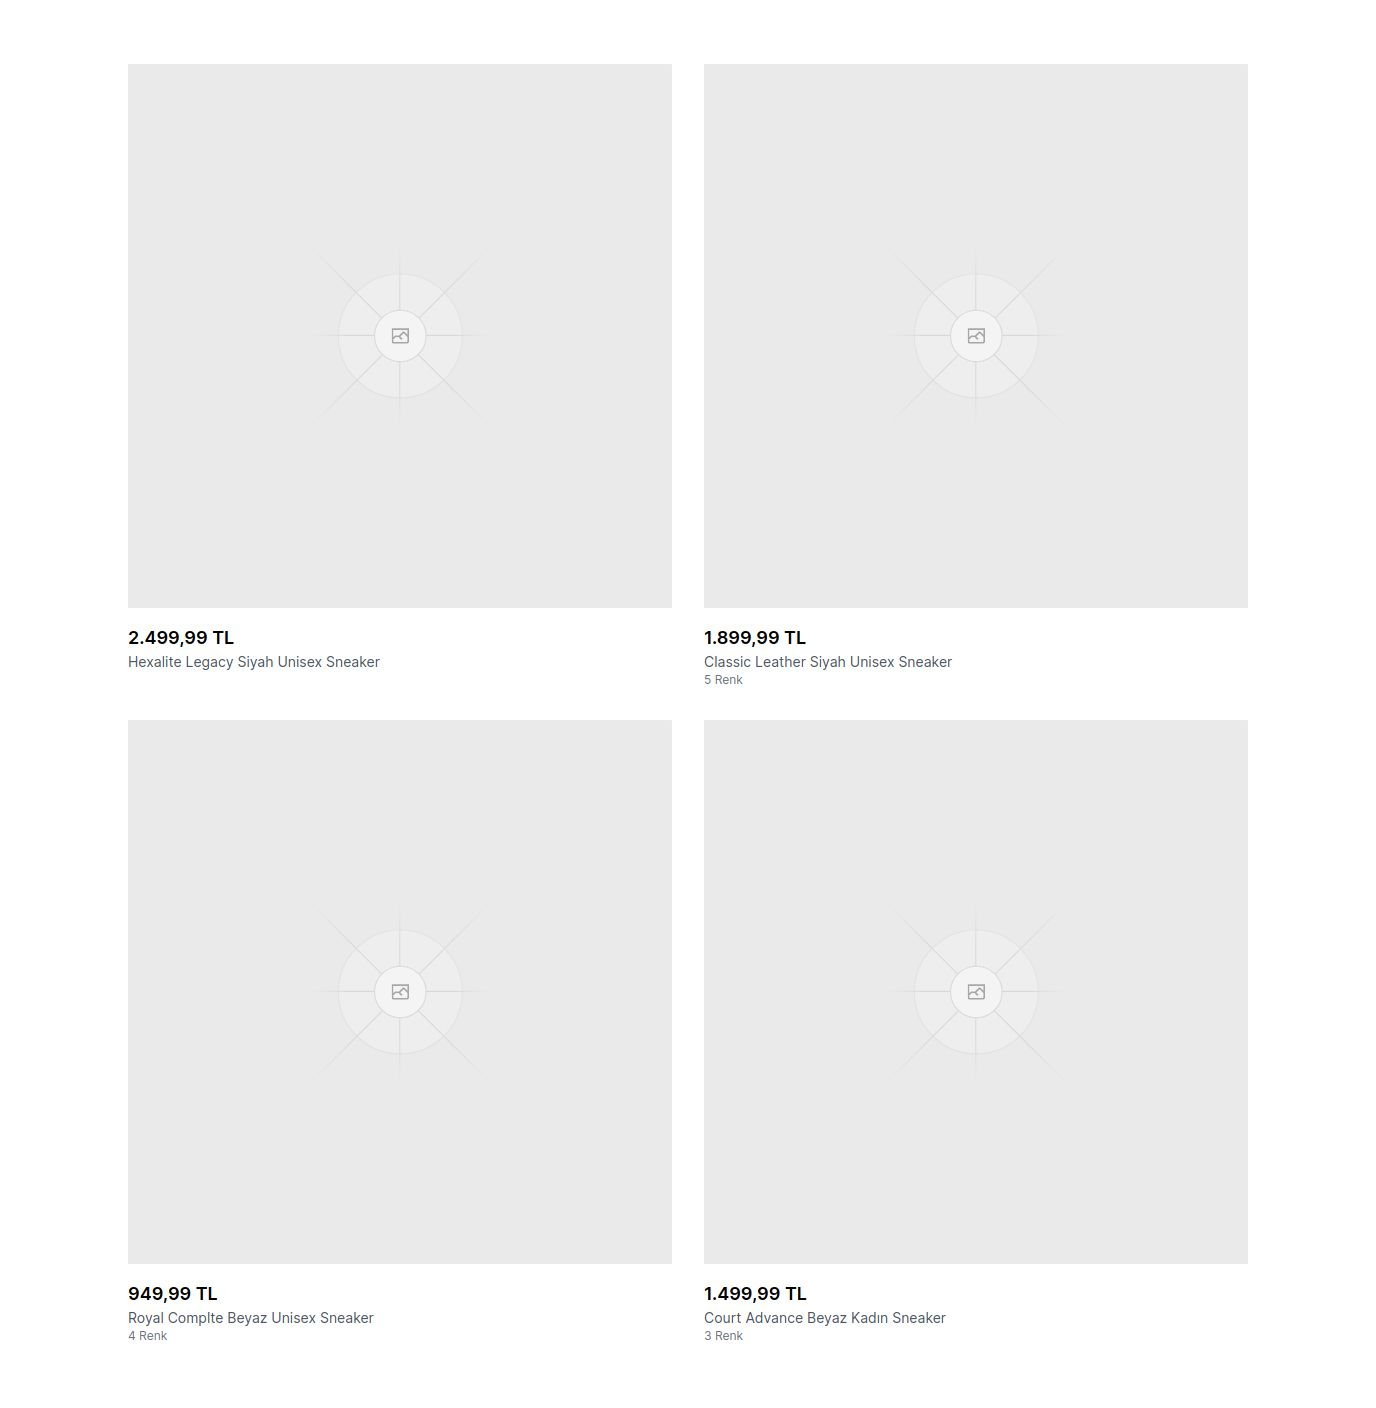 2.499,99 TL
Hexalite Legacy Siyah Unisex Sneaker
1.899,99 TL
Classic Leather Siyah Unisex Sneaker
5 Renk
949,99 TL
Royal Complte Beyaz Unisex Sneaker
4 Renk
1.499,99 TL
Court Advance Beyaz Kadın Sneaker
3 Renk